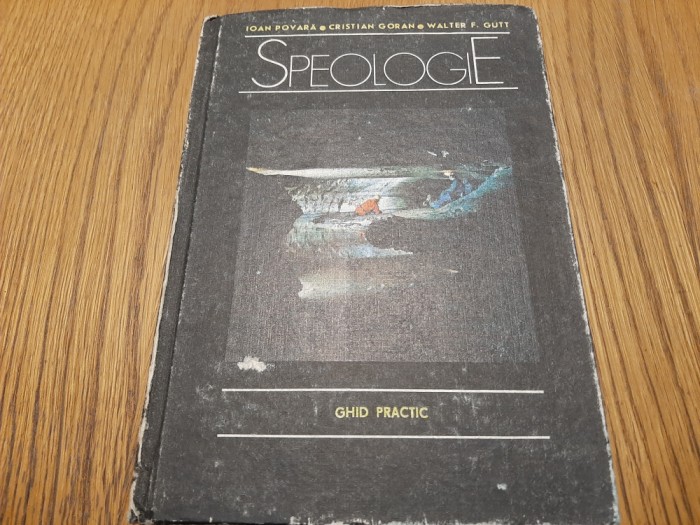 IOAN POVARĂ ● CRISTIAN GORAN ● WALTER F. GUTT
SPEOLOGIE
GHID PRACTIC